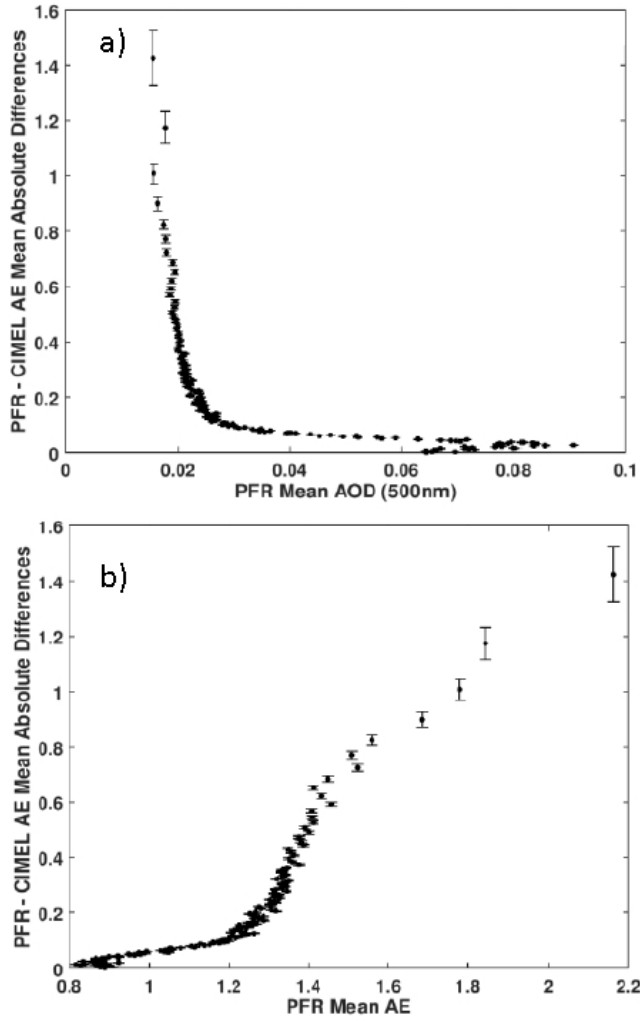 a)
1.6
1.4
1.2
1
0.8
0.6
0.4
0.2
0
PFR - CIMEL AE Mean Absolute Differences
0 0.02 0.04 0.06 0.08 0.1
PFR Mean AOD (500nm)
b)
1.6
1.4
1.2
1
0.8
0.6
0.4
0.2
0
PFR - CIMEL AE Mean Absolute Differences
0.8 1 1.2 1.4 1.6 1.8 2 2.2
PFR Mean AE